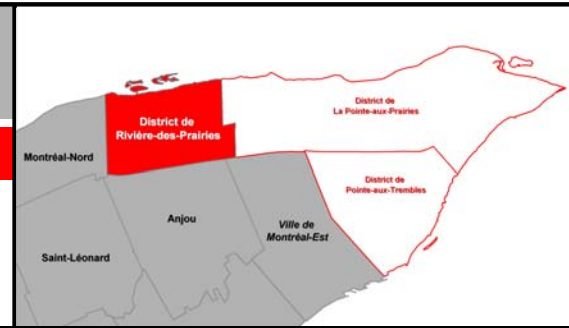 District de
La Pointe-aux-Prairies
District de
Rivière-des-Prairies
Montréal-Nord
District de
Pointe-aux-Trembles
Anjou
Ville de
Montréal-Est
Saint-Léonard